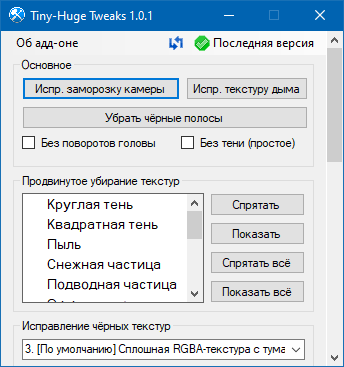 Tiny-Huge Tweaks 1.0.1
Об адд-оне
Последняя версия
Основное
Испр. заморозку камеры
Испр. текстуру дыма
Убрать чёрные полосы
Без поворотов головы
Без тени (простое)
Продвинутое убирание текстур
Круглая тень
Квадратная тень
Пыль
Снежная частица
Подводная частица
Спрятать
Показать
Спрятать всё
Показать всё
Исправление чёрных текстур
3. [По умолчанию] Сплошная RGBA-текстура с тума